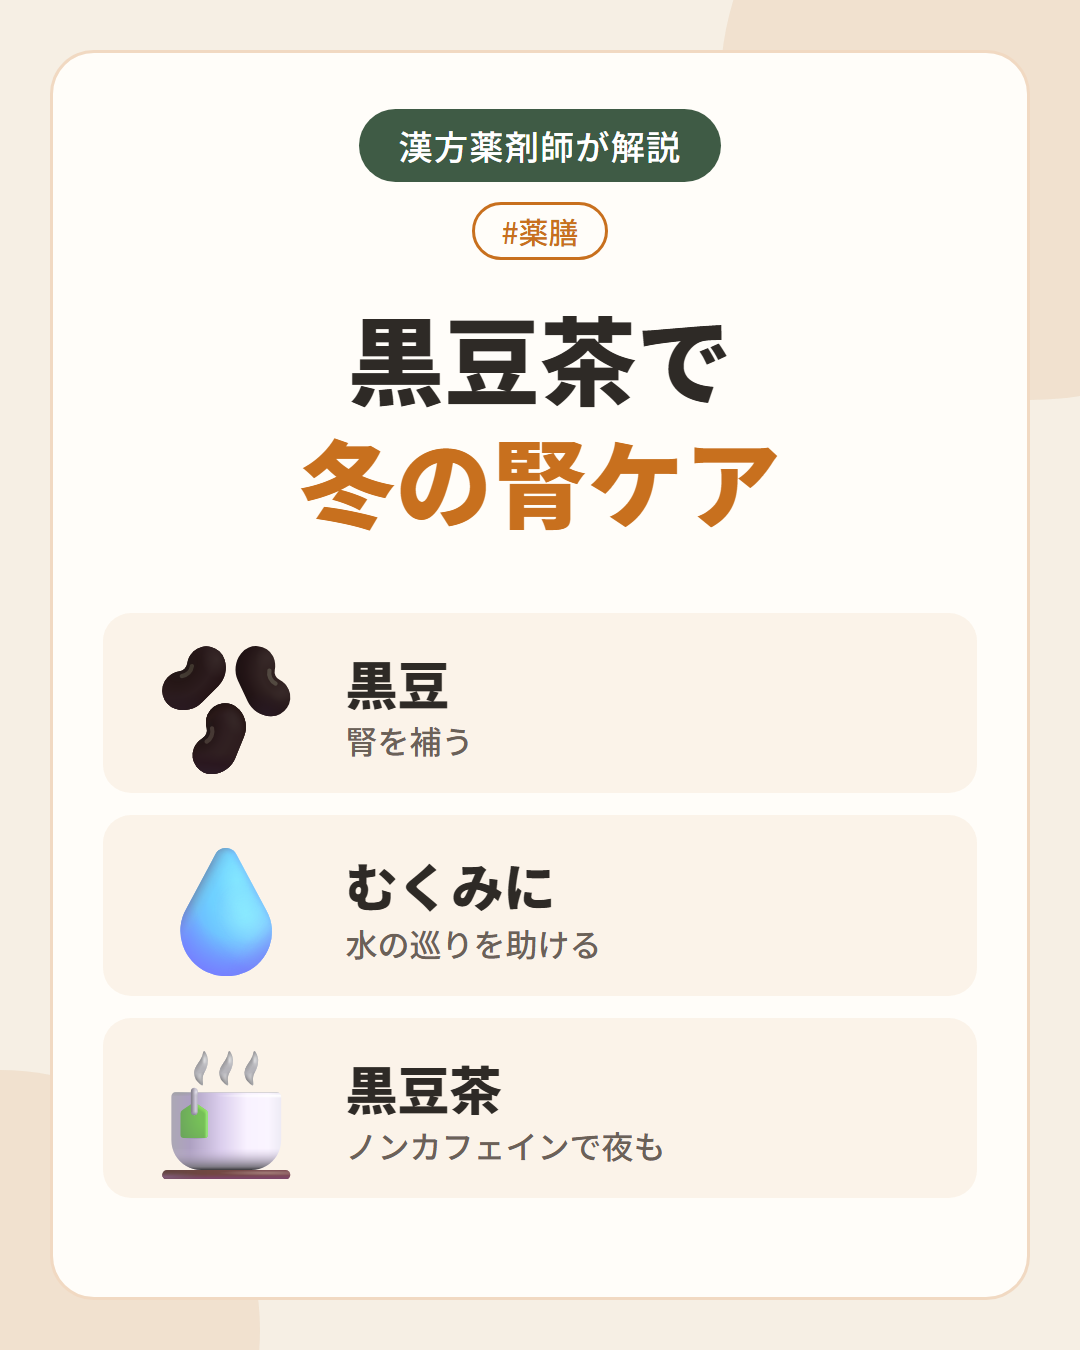 漢方薬剤師が解説
#薬膳
黒豆茶で
冬の腎ケア
黒豆
腎を補う
むくみに
水の巡りを助ける
黒豆茶
ノンカフェインで夜も